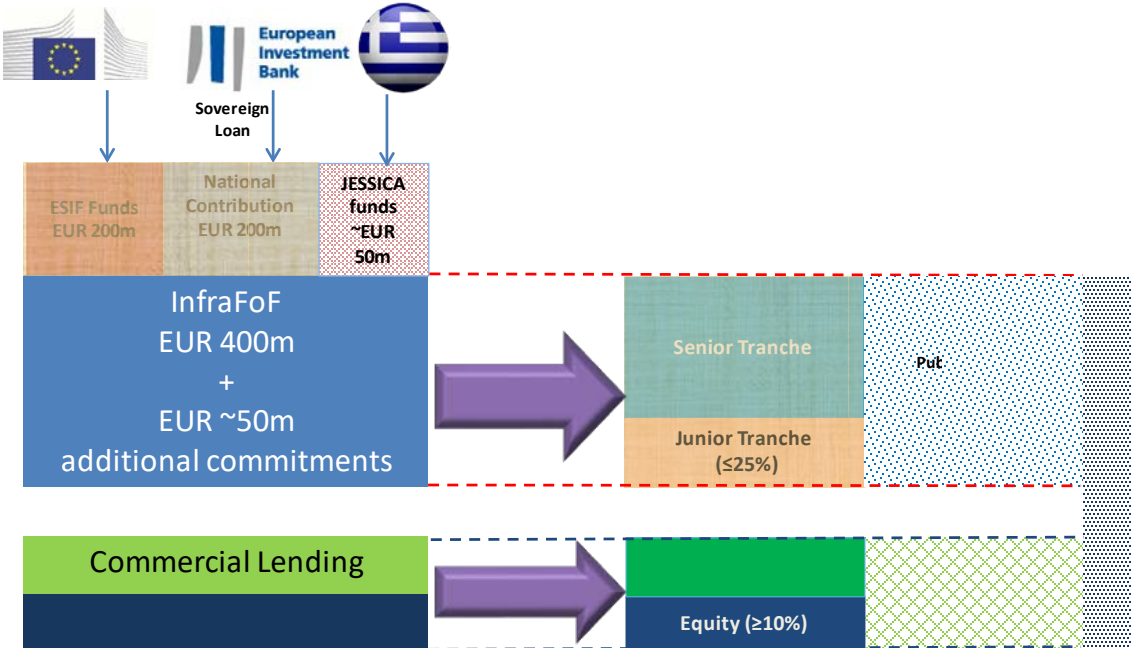 European
Investment
Bank
Sovereign
Loan
ESIF Funds
EUR 200m
National
Contribution
EUR 200m
JESSICA
funds
~EUR
50m
InfraFoF
EUR 400m
+
EUR ~50m
additional commitments
Senior Tranche
Junior Tranche
(≤25%)
Put
Commercial Lending
Equity (≥10%)